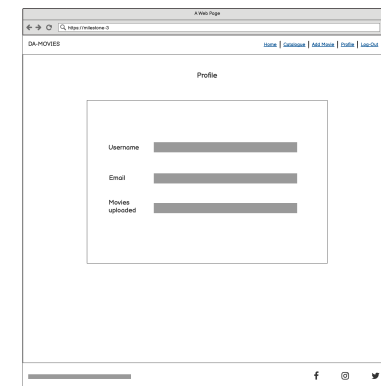 A Web Page
https://milestone-3
DA-MOVIES
Home | Catalogue | Add Movie | Profile | Log-Out
Profile
Username
Email
Movies
uploaded